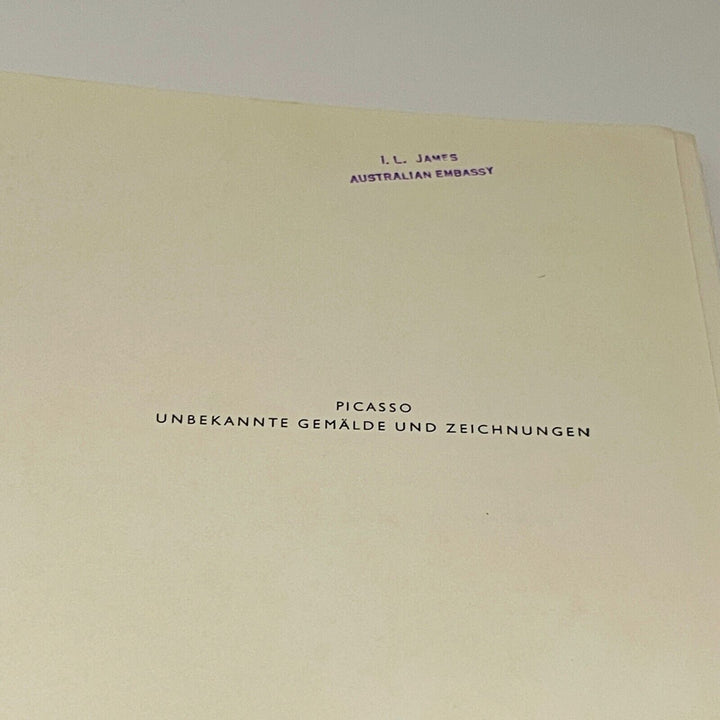 I. L. JAMES
AUSTRALIAN EMBASSY
PICASSO
UNBEKANNTE GEMÄLDE UND ZEICHNUNGEN